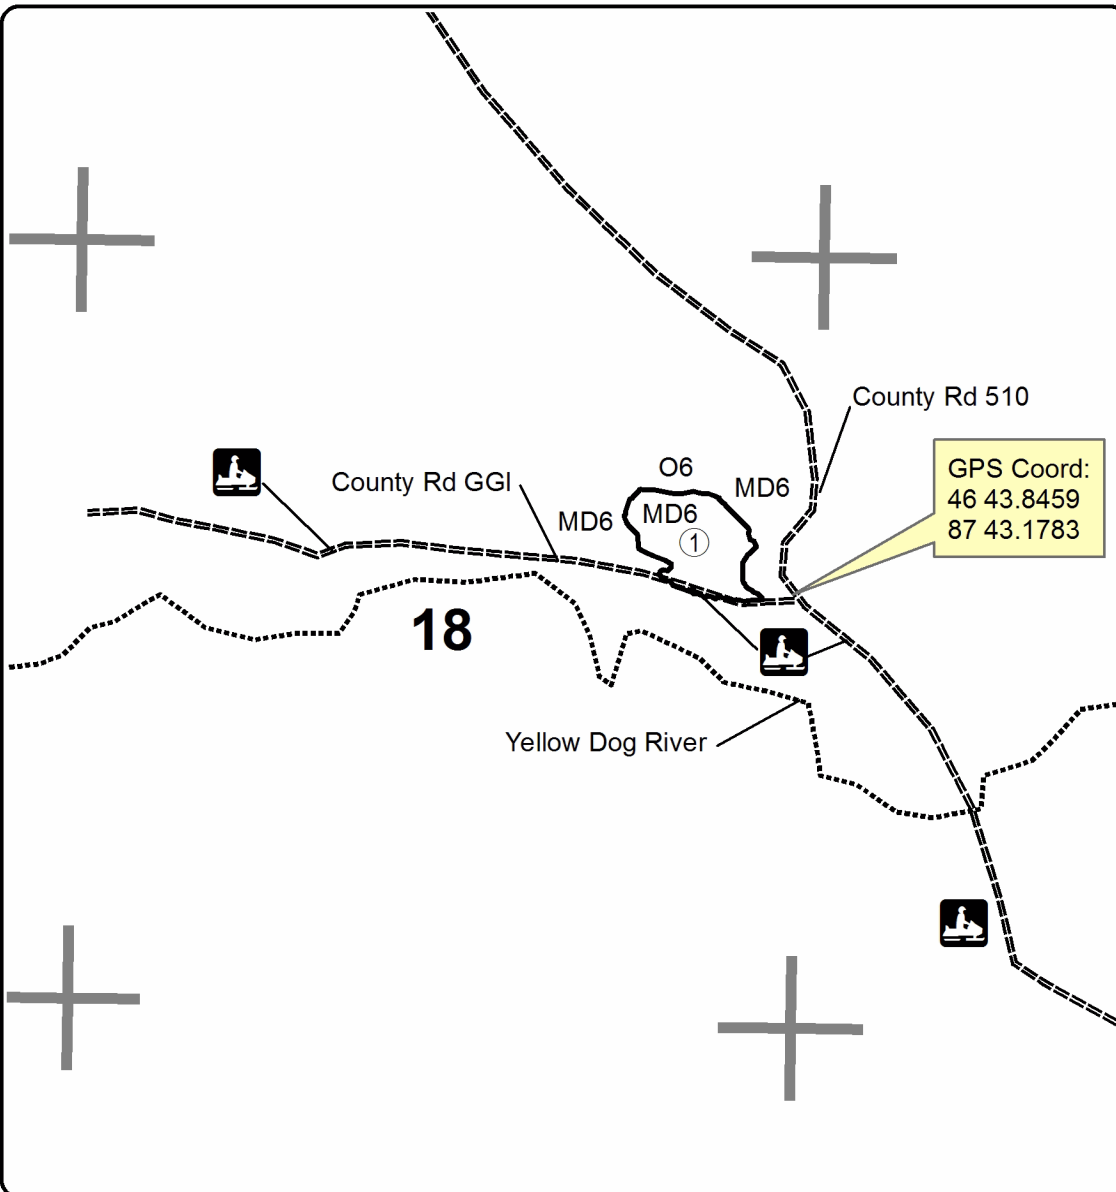 County Rd 510
GPS Coord:
46 43.8459
87 43.1783
O6
County Rd GGI
MD6
MD6
MD6
1
18
Yellow Dog River